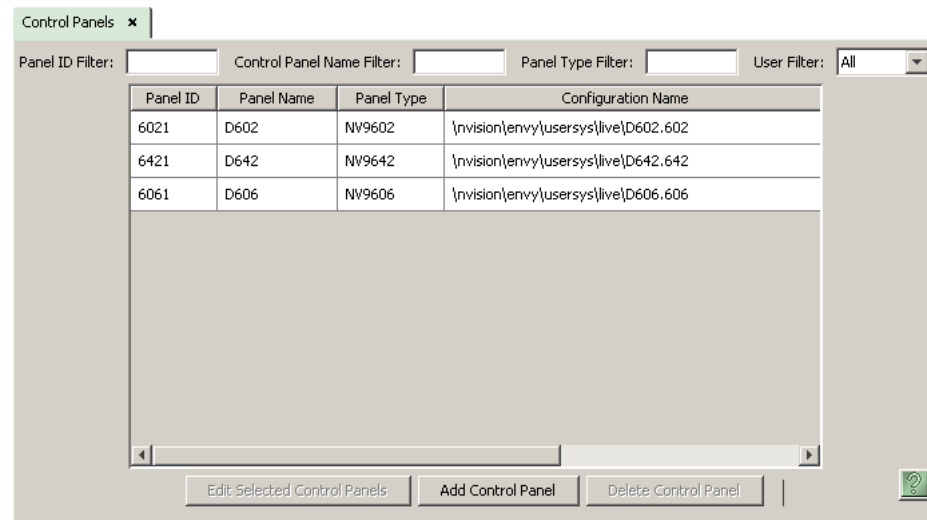 Control Panels ×
Panel ID Filter: Control Panel Name Filter: Panel Type Filter: User Filter: All
Panel ID Panel Name Panel Type Configuration Name
6021 D602 NV9602 \nvision\envy\usersys\live\D602.602
6421 D642 NV9642 \nvision\envy\usersys\live\D642.642
6061 D606 NV9606 \nvision\envy\usersys\live\D606.606
Edit Selected Control Panels Add Control Panel Delete Control Panel ?